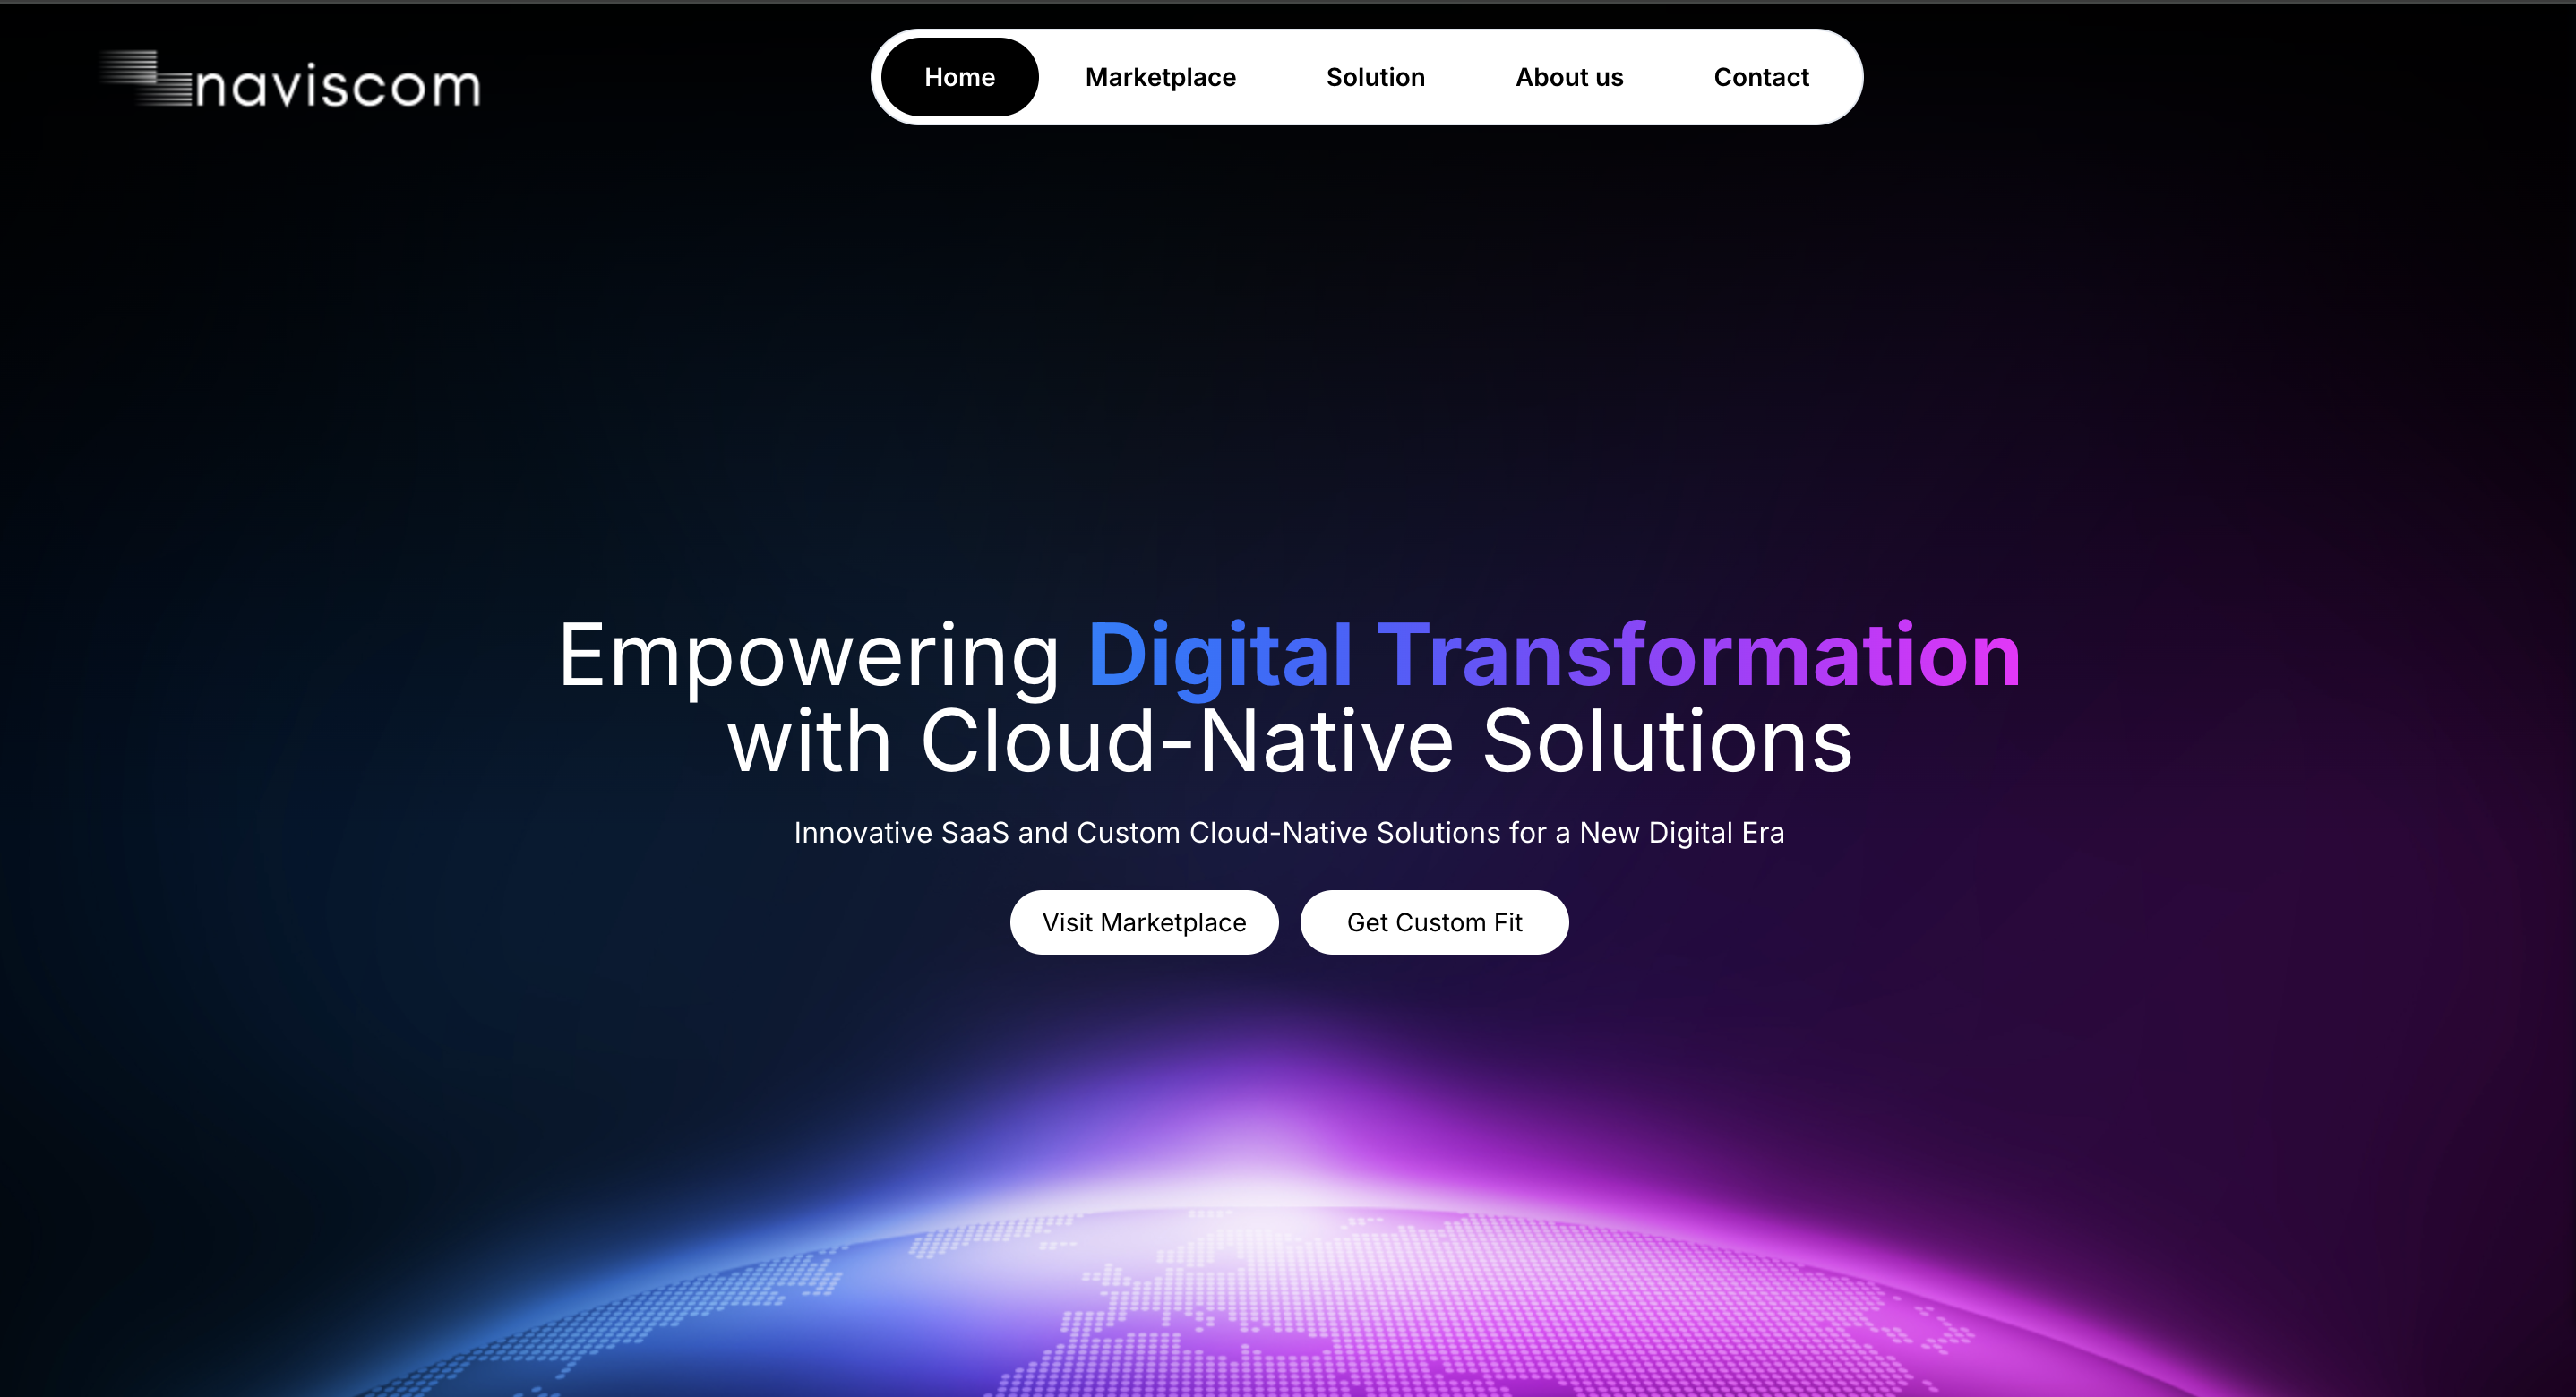 naviscom
Home Marketplace Solution About us Contact
Empowering Digital Transformation
with Cloud-Native Solutions
Innovative SaaS and Custom Cloud-Native Solutions for a New Digital Era
Visit Marketplace Get Custom Fit